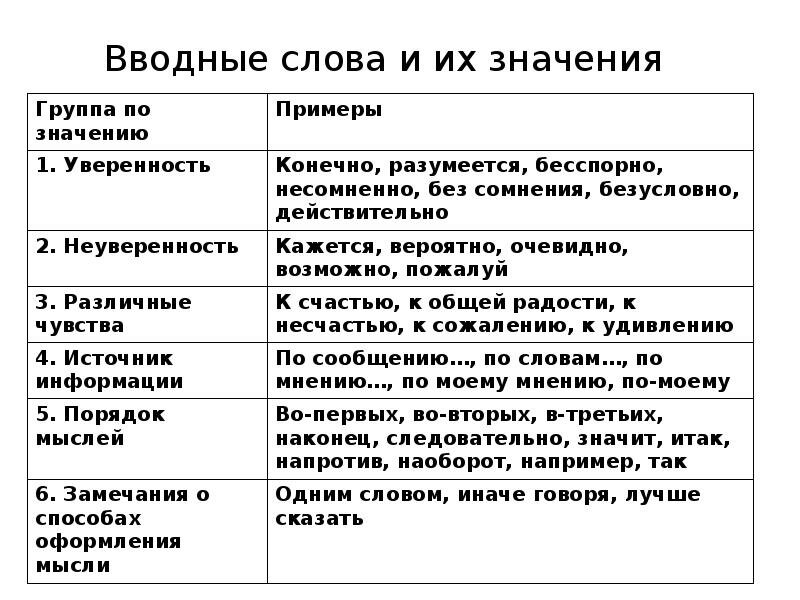 Вводные слова и их значения
Группа по
значению
Примеры
1. Уверенность
Конечно, разумеется, бесспорно,
несомненно, без сомнения, безусловно,
действительно
2. Неуверенность
Кажется, вероятно, очевидно,
возможно, пожалуй
3. Различные
чувства
К счастью, к общей радости, к
несчастью, к сожалению, к удивлению
4. Источник
информации
По сообщению…, по словам…, по
мнению…, по моему мнению, по-моему
5. Порядок
мыслей
Во-первых, во-вторых, в-третьих,
наконец, следовательно, значит, итак,
напротив, наоборот, например, так
6. Замечания о
способах
оформления
мысли
Одним словом, иначе говоря, лучше
сказать